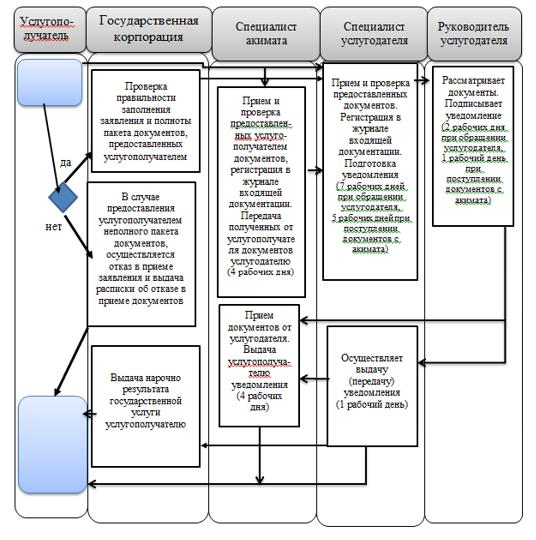 Услугопо-
лучатель
Государственная
корпорация
Специалист
акимата
Специалист
услугодателя
Руководитель
услугодателя
да
нет
Проверка
правильности
заполнения
заявления и полноты
пакета документов,
предоставленных
услугополучателем
В случае
предоставления
услугополучателем
неполного пакета
документов,
осуществляется
отказ в приеме
заявления и выдача
расписки об отказе в
приеме документов
Выдача нарочно
результата
государственной
услуги
услугополучателю
Прием и
проверка
предоставлен-
ных услуго-
получателем
документов,
регистрация в
журнале
входящей
документации.
Передача
полученных от
услугополучате
ля документов
услугодателю
(4 рабочих дня)
Прием
документов от
услугодателя.
Выдача
услугополуча-
телю
уведомления
(4 рабочих
дня)
Прием и проверка
предоставленных
документов.
Регистрация в
журнале
входящей
документации.
Подготовка
уведомления
(7 рабочих дней
при обращении
услугодателя,
5 рабочих дней при
поступлении
документов с
акимата)
Осуществляет
выдачу
(передачу)
уведомления
(1 рабочий день)
Рассматривает
документы.
Подписывает
уведомление
(2 рабочих дня
при обращении
услугодателя,
1 рабочий день
при
поступлении
документов с
акимата)